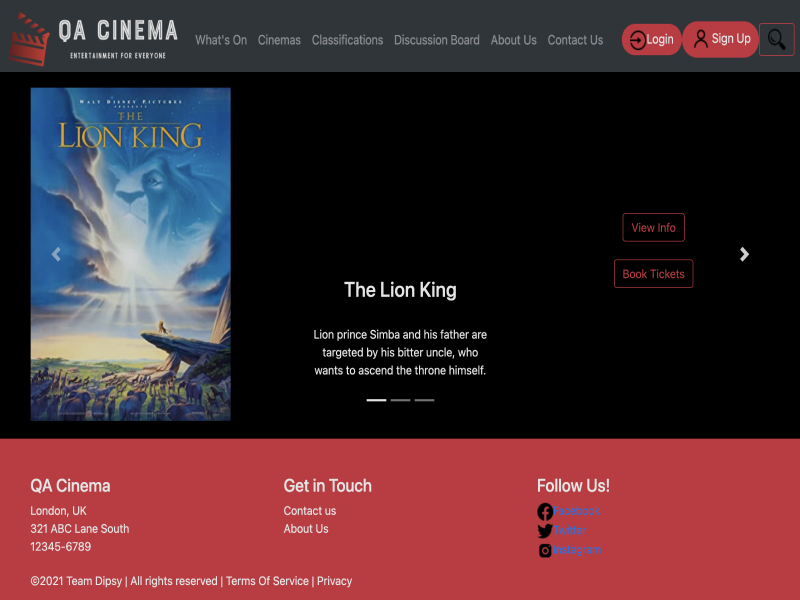 QA CINEMA
ENTERTAINMENT FOR EVERYONE
What's On Cinemas Classifications Discussion Board About Us Contact Us Login Sign Up
WALT DISNEY PICTURES
PRESENTS
THE
LION KING
View Info
Book Tickets
The Lion King
Lion prince Simba and his father are
targeted by his bitter uncle, who
wants to ascend the throne himself.
QA Cinema
London, UK
321 ABC Lane South
12345-6789
Get in Touch
Contact us
About Us
Follow Us!
Facebook
Twitter
Instagram
©2021 Team Dipsy | All rights reserved | Terms Of Service | Privacy